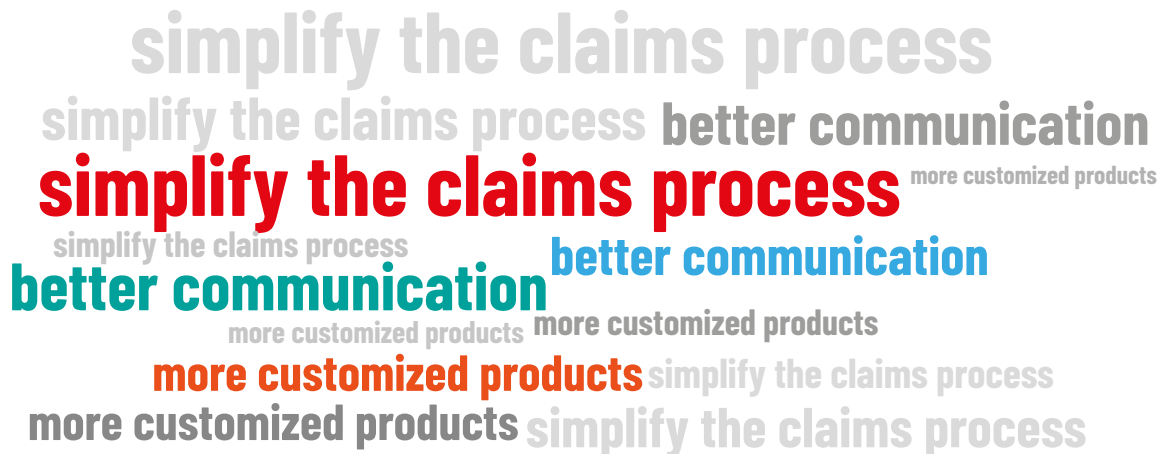 simplify the claims process
simplify the claims process better communication
simplify the claims process more customized products
simplify the claims process better communication
better communication
more customized products more customized products
more customized products simplify the claims process
more customized products simplify the claims process